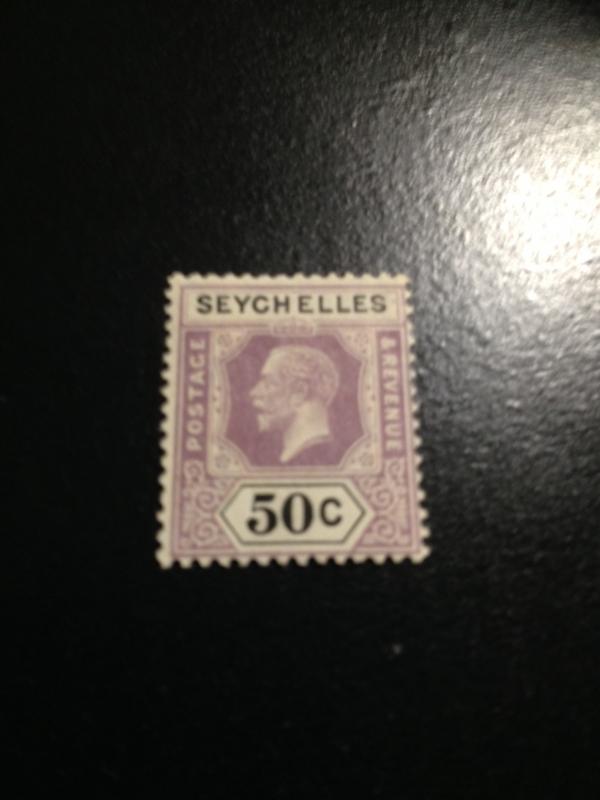 SEYCHELLES
POSTAGE
& REVENUE
50C